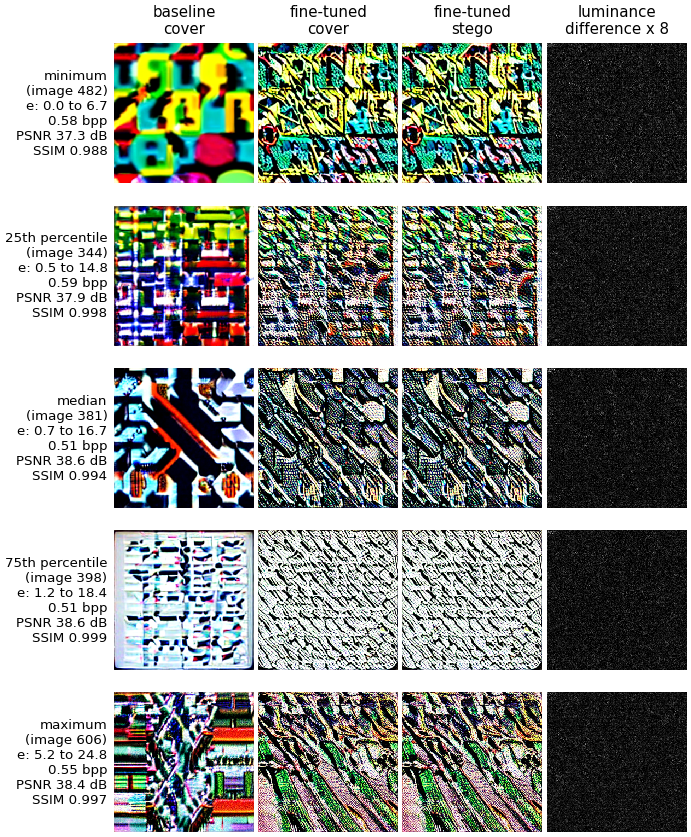 baseline
cover
fine-tuned
cover
fine-tuned
stego
luminance
difference x 8
minimum
(image 482)
e: 0.0 to 6.7
0.58 bpp
PSNR 37.3 dB
SSIM 0.988
25th percentile
(image 344)
e: 0.5 to 14.8
0.59 bpp
PSNR 37.9 dB
SSIM 0.998
median
(image 381)
e: 0.7 to 16.7
0.51 bpp
PSNR 38.6 dB
SSIM 0.994
75th percentile
(image 398)
e: 1.2 to 18.4
0.51 bpp
PSNR 38.6 dB
SSIM 0.999
maximum
(image 606)
e: 5.2 to 24.8
0.55 bpp
PSNR 38.4 dB
SSIM 0.997